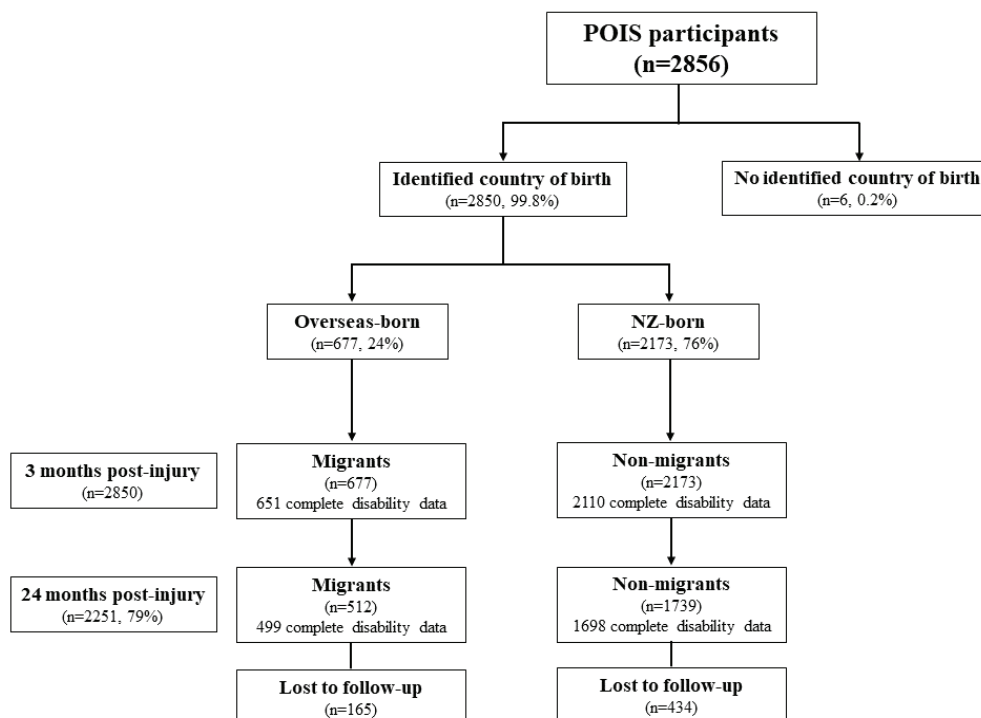 POIS participants
(n=2856)
Identified country of birth
(n=2850, 99.8%)
No identified country of birth
(n=6, 0.2%)
Overseas-born
(n=677, 24%)
NZ-born
(n=2173, 76%)
3 months post-injury
(n=2850)
Migrants
(n=677)
651 complete disability data
Non-migrants
(n=2173)
2110 complete disability data
24 months post-injury
(n=2251, 79%)
Migrants
(n=512)
499 complete disability data
Non-migrants
(n=1739)
1698 complete disability data
Lost to follow-up
(n=165)
Lost to follow-up
(n=434)